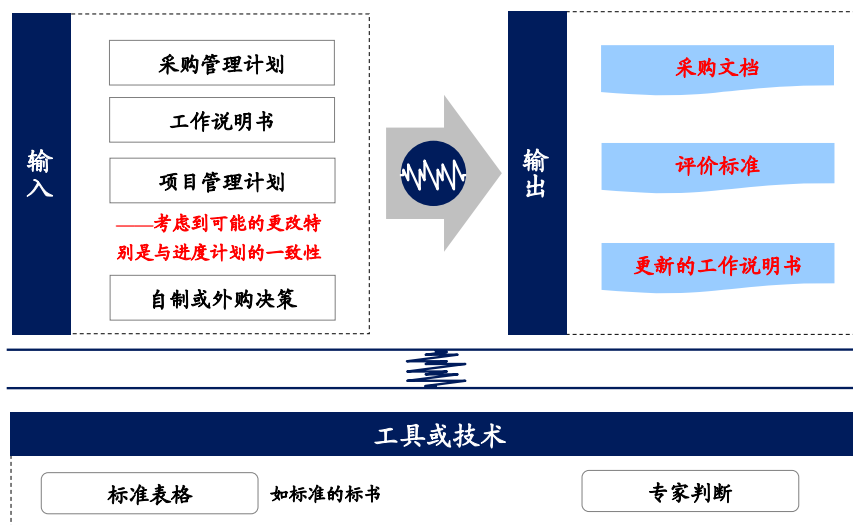 输入
采购管理计划
工作说明书
项目管理计划
——考虑到可能的更改特
别是与进度计划的一致性
自制或外购决策
输出
采购文档
评价标准
更新的工作说明书
工具或技术
标准表格
如标准的标书
专家判断